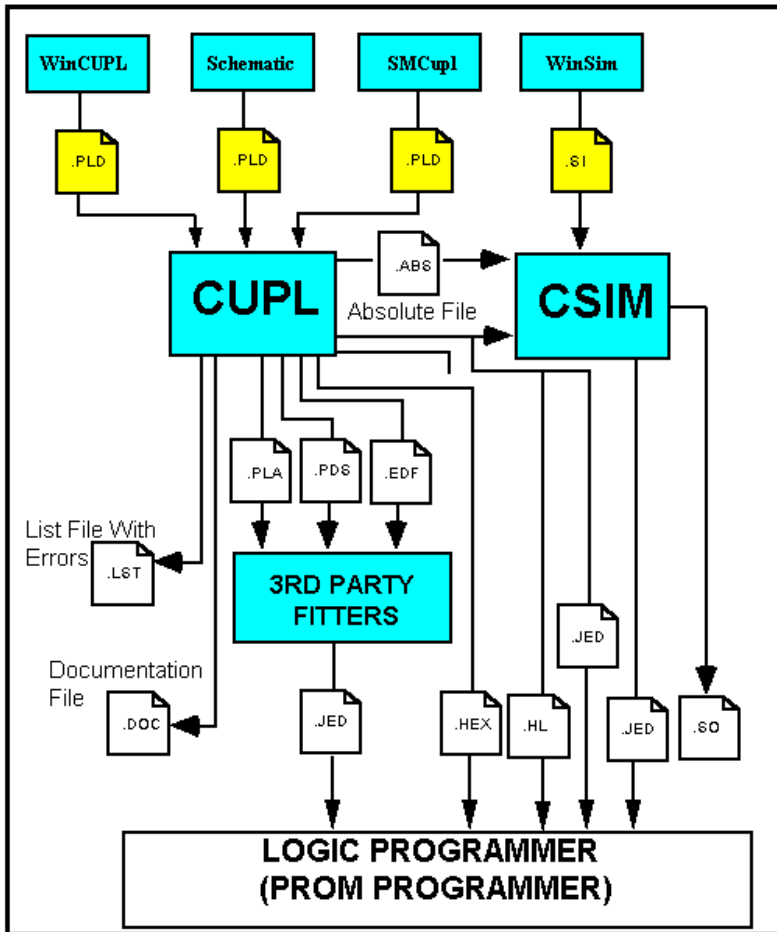 WinCUPL
Schematic
SMCupl
WinSim
.PLD
.PLD
.PLD
.SI
CUPL
.ABS
CSIM
Absolute File
.PLA
.PDS
.EDF
List File With
Errors
.LST
3RD PARTY
FITTERS
.JED
Documentation
File
.DOC
.JED
.HEX
.HL
.JED
.SO
LOGIC PROGRAMMER
(PROM PROGRAMMER)